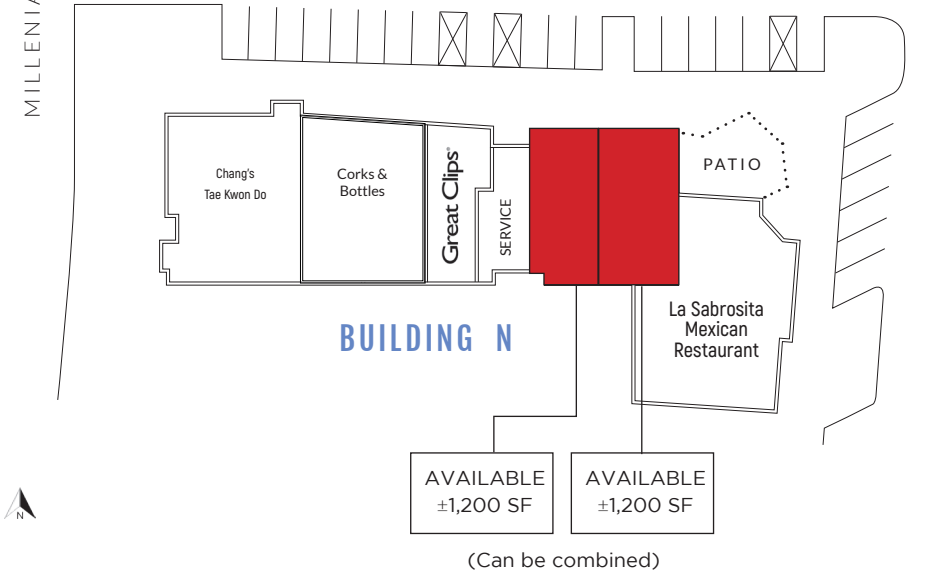 MILLENIA
Chang's
Tae Kwon Do
Corks &
Bottles
Great Clips®
SERVICE
PATIO
La Sabrosita
Mexican
Restaurant
BUILDING N
AVAILABLE
±1,200 SF
AVAILABLE
±1,200 SF
(Can be combined)
N